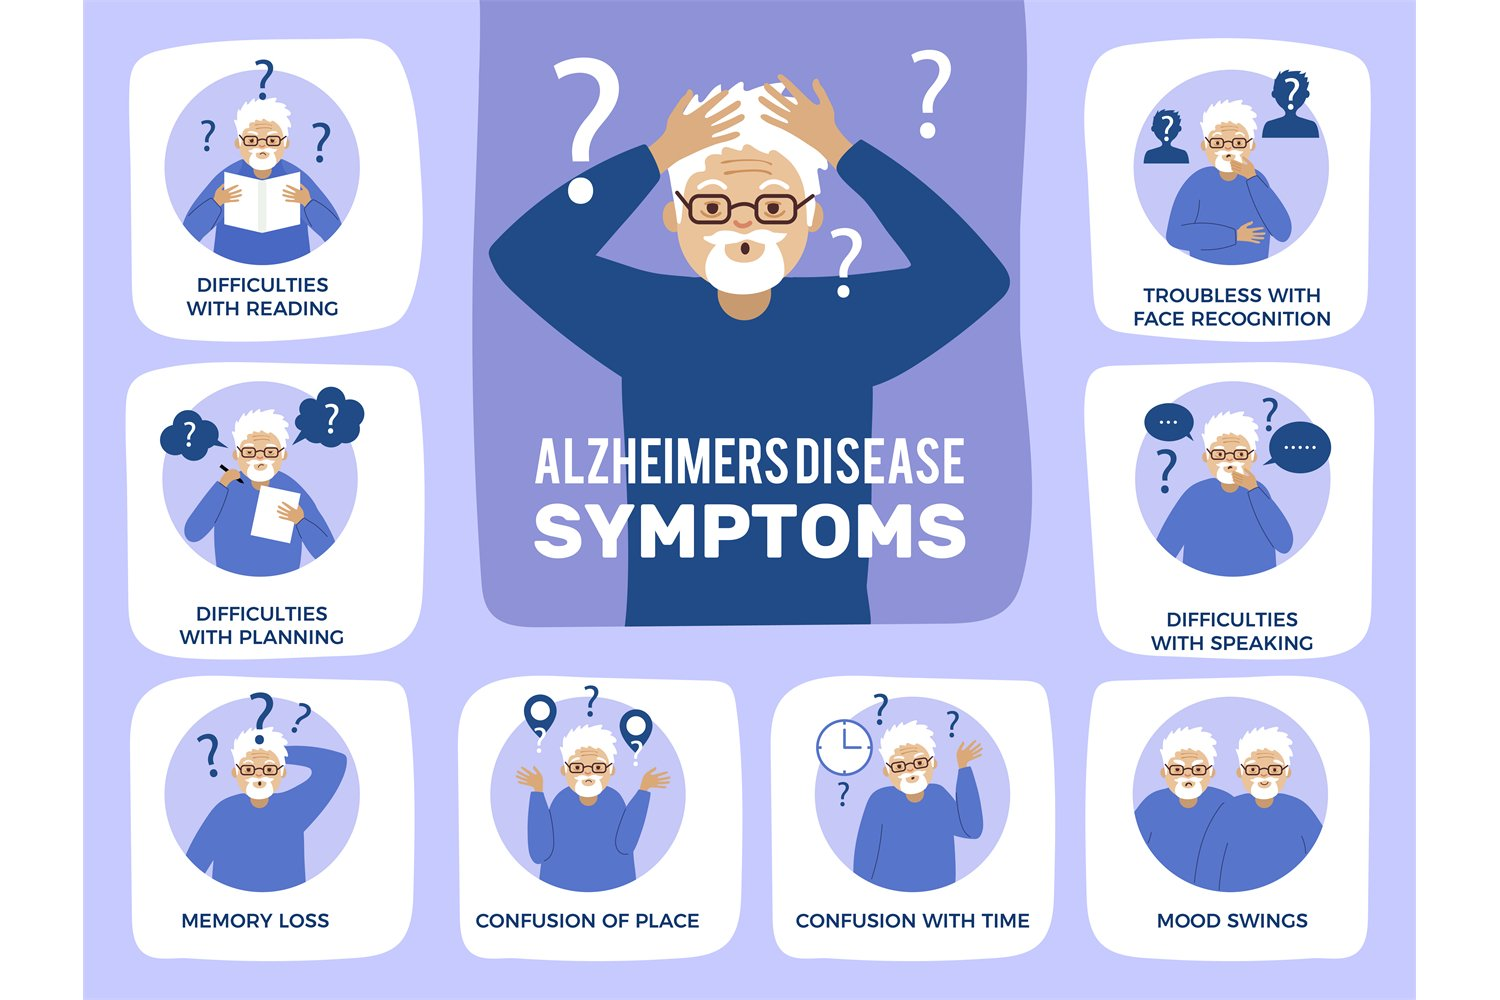 ALZHEIMERS DISEASE
SYMPTOMS
DIFFICULTIES
WITH READING
TROUBLESS WITH
FACE RECOGNITION
DIFFICULTIES
WITH PLANNING
DIFFICULTIES
WITH SPEAKING
MEMORY LOSS
CONFUSION OF PLACE
CONFUSION WITH TIME
MOOD SWINGS